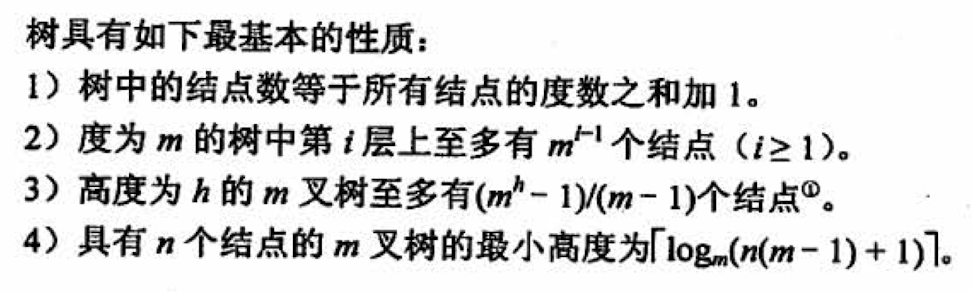 树具有如下最基本的性质：
1）树中的结点数等于所有结点的度数之和加 1。
2）度为 m 的树中第 i 层上至多有 mⁱ⁻¹ 个结点（i ≥ 1）。
3）高度为 h 的 m 叉树至多有(mʰ − 1)/(m − 1)个结点①。
4）具有 n 个结点的 m 叉树的最小高度为⌈logₘ(n(m − 1) + 1)⌉。